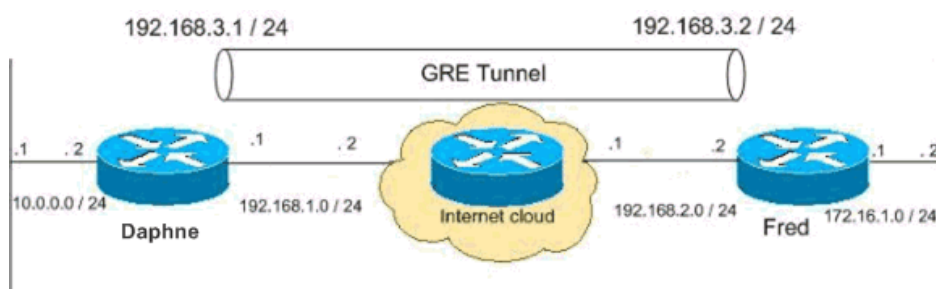 192.168.3.1 / 24
192.168.3.2 / 24
GRE Tunnel
.1
. 2
.1
. 2
.1
.2
.1
.2
10.0.0.0 / 24
192.168.1.0 / 24
Internet cloud
192.168.2.0 / 24
172.16.1.0 / 24
Daphne
Fred